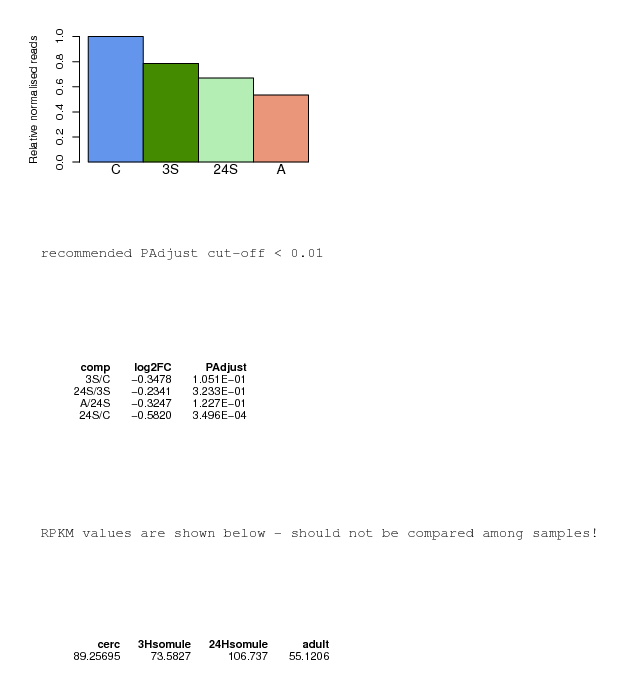 Relative normalised reads
1.0
0.8
0.6
0.4
0.2
0.0
C 3S 24S A
recommended PAdjust cut-off < 0.01
comp log2FC PAdjust
3S/C −0.3478 1.051E−01
24S/3S −0.2341 3.233E−01
A/24S −0.3247 1.227E−01
24S/C −0.5820 3.496E−04
RPKM values are shown below - should not be compared among samples!
cerc 3Hsomule 24Hsomule adult
89.25695 73.5827 106.737 55.1206